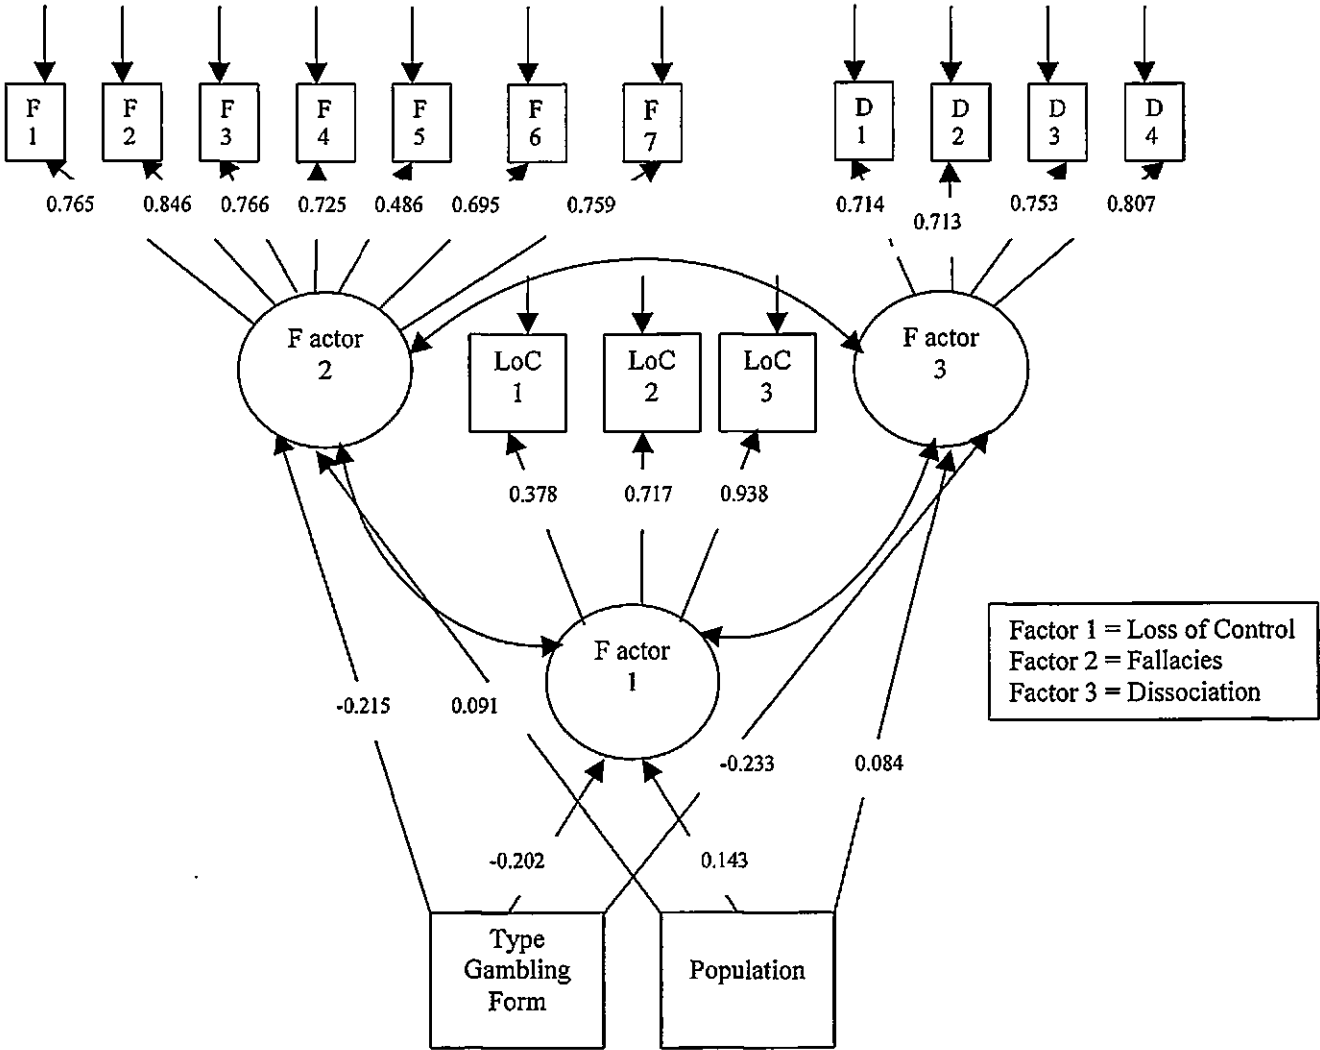 F
1
F
2
F
3
F
4
F
5
F
6
F
7
D
1
D
2
D
3
D
4
0.765
0.846
0.766
0.725
0.486
0.695
0.759
0.714
0.713
0.753
0.807
F actor
2
LoC
1
LoC
2
LoC
3
F actor
3
0.378
0.717
0.938
F actor
1
Factor 1 = Loss of Control
Factor 2 = Fallacies
Factor 3 = Dissociation
-0.215
0.091
-0.233
0.084
-0.202
0.143
Type
Gambling
Form
Population